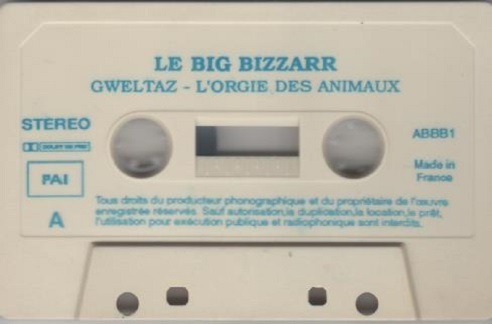 LE BIG BIZZARR
GWELTAZ - L'ORGIE DES ANIMAUX
STEREO
ABBB1
DOLBY
Made in
France
PAI
A
Tous droits du producteur phonographique et du propriétaire de l'œuvre
enregistrée réservés. Sauf autorisation, la duplication, la location, le prêt,
l'utilisation pour exécution publique et radiophonique sont interdits.